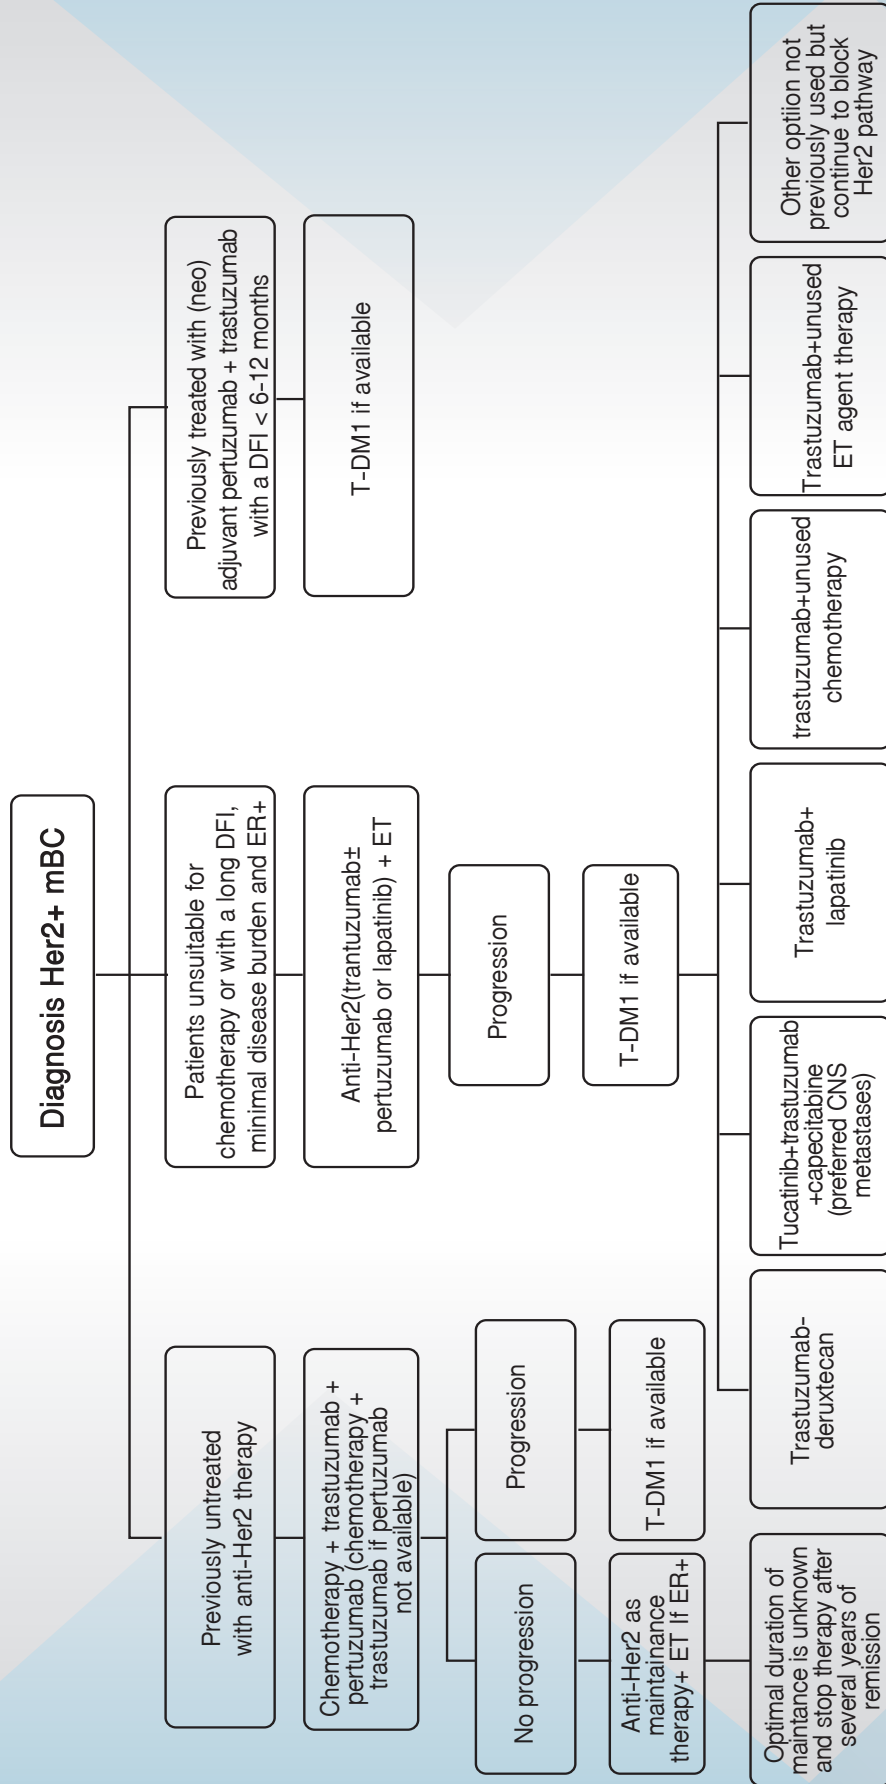 Diagnosis Her2+ mBC
Previously untreated
with anti-Her2 therapy
Patients unsuitable for
chemotherapy or with a long DFI,
minimal disease burden and ER+
Previously treated with (neo)
adjuvant pertuzumab + trastuzumab
with a DFI < 6-12 months
Chemotherapy + trastuzumab +
pertuzumab (chemotherapy +
trastuzumab if pertuzumab
not available)
Anti-Her2(trantuzumab±
pertuzumab or lapatinib) + ET
T-DM1 if available
No progression
Progression
Progression
Anti-Her2 as
maintainance
therapy+ ET If ER+
T-DM1 if available
T-DM1 if available
Optimal duration of
maintance is unknown
and stop therapy after
several years of
remission
Trastuzumab-
deruxtecan
Tucatinib+trastuzumab
+capecitabine
(preferred CNS
metastases)
Trastuzumab+
lapatinib
trastuzumab+unused
chemotherapy
Trastuzumab+unused
ET agent therapy
Other optiion not
previously used but
continue to block
Her2 pathway